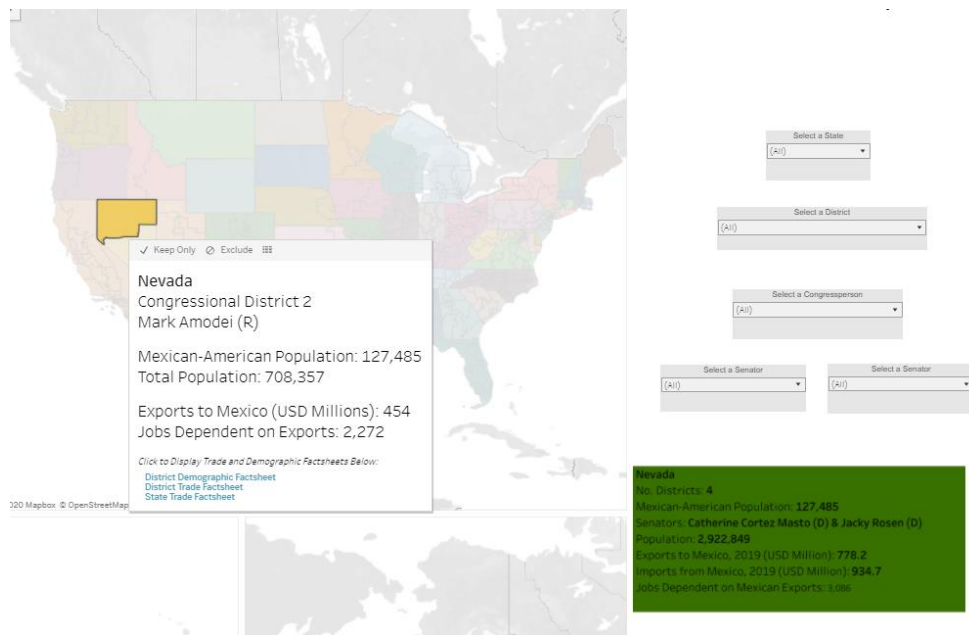 Select a State
(All)
Select a District
(All)
Select a Congressperson
(All)
Select a Senator
(All)
Select a Senator
(All)
Keep Only Exclude
Nevada
Congressional District 2
Mark Amodei (R)
Mexican-American Population: 127,485
Total Population: 708,357
Exports to Mexico (USD Millions): 454
Jobs Dependent on Exports: 2,272
Click to Display Trade and Demographic Factsheets Below:
District Demographic Factsheet
District Trade Factsheet
State Trade Factsheet
020 Mapbox © OpenStreetMap
Nevada
No. Districts: 4
Mexican-American Population: 127,485
Senators: Catherine Cortez Masto (D) & Jacky Rosen (D)
Population: 2,922,849
Exports to Mexico, 2019 (USD Million): 778.2
Imports from Mexico, 2019 (USD Million): 934.7
Jobs Dependent on Mexican Exports: 3,086